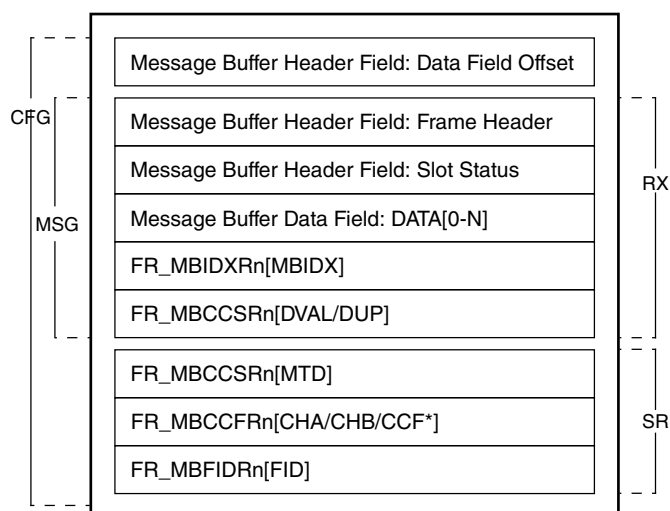 Message Buffer Header Field: Data Field Offset
CFG
Message Buffer Header Field: Frame Header
Message Buffer Header Field: Slot Status
RX
MSG
Message Buffer Data Field: DATA[0-N]
FR_MBIDXRn[MBIDX]
FR_MBCCSRn[DVAL/DUP]
FR_MBCCSRn[MTD]
FR_MBCCFRn[CHA/CHB/CCF*]
SR
FR_MBFIDRn[FID]